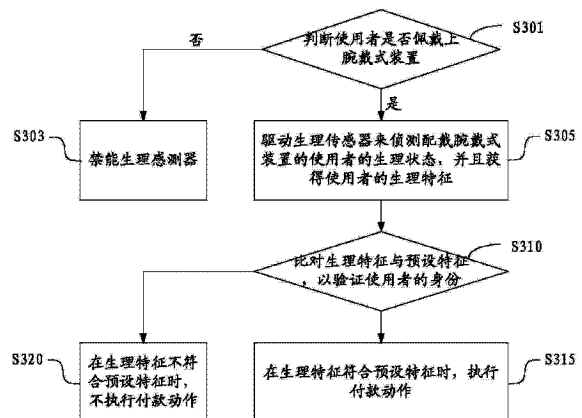 S301
判断使用者是否佩戴上
腕戴式装置
否
是
S303
禁能生理感测器
驱动生理传感器来侦测配戴腕戴式
装置的使用者的生理状态，并且获
得使用者的生理特征
S305
S310
比对生理特征与预设特征
，以验证使用者的身份
S320
在生理特征不符
合预设特征时，
不执行付款动作
在生理特征符合预设特征时，执行
付款动作
S315